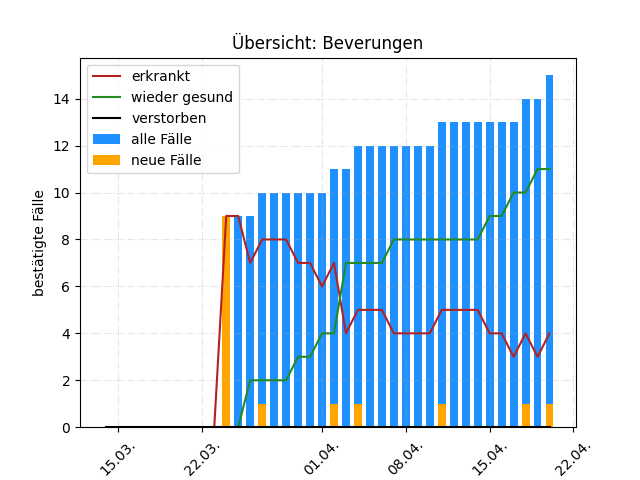 Übersicht: Beverungen
erkrankt
wieder gesund
verstorben
alle Fälle
neue Fälle
bestätigte Fälle
14
12
10
8
6
4
2
0
15.03.
22.03.
01.04.
08.04.
15.04.
22.04.